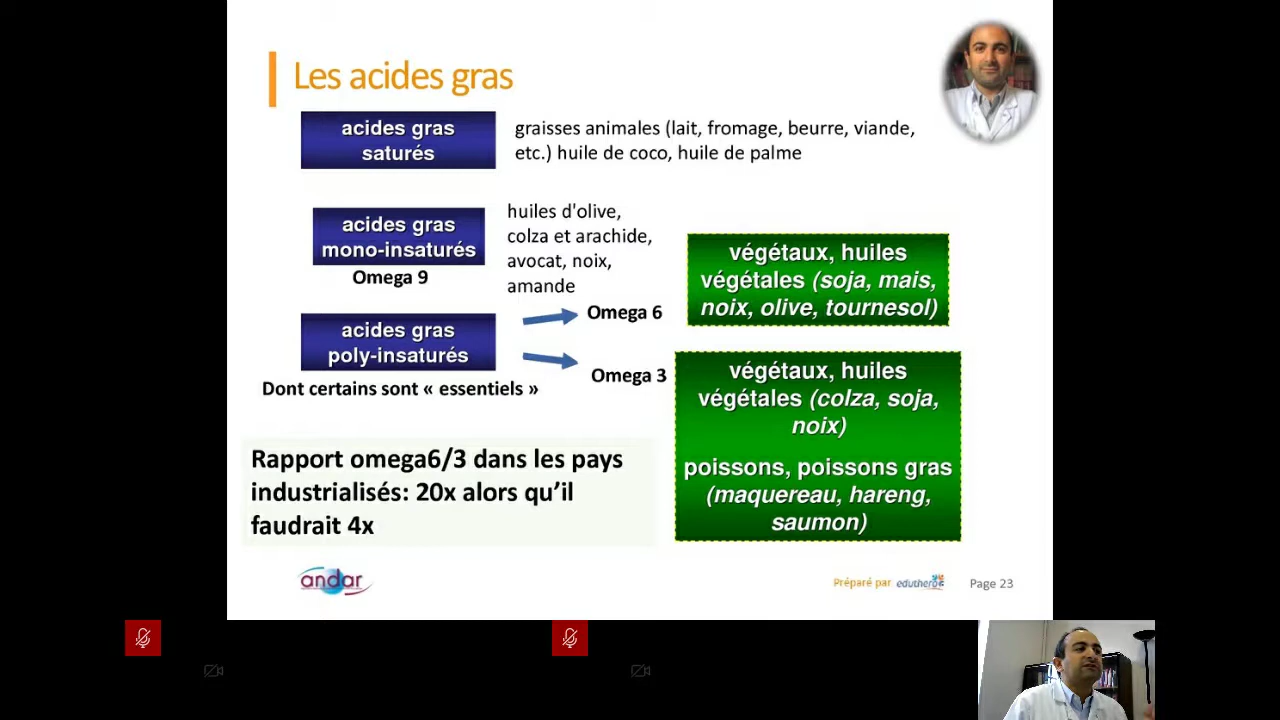 Les acides gras
acides gras
saturés
graisses animales (lait, fromage, beurre, viande,
etc.) huile de coco, huile de palme
acides gras
mono-insaturés
Omega 9
huiles d'olive,
colza et arachide,
avocat, noix,
amande
végétaux, huiles
végétales (soja, mais,
noix, olive, tournesol)
acides gras
poly-insaturés
Dont certains sont « essentiels »
Omega 6
Omega 3
végétaux, huiles
végétales (colza, soja,
noix)
poissons, poissons gras
(maquereau, hareng,
saumon)
Rapport omega6/3 dans les pays
industrialisés: 20x alors qu’il
faudrait 4x
andar
Préparé par
Page 23